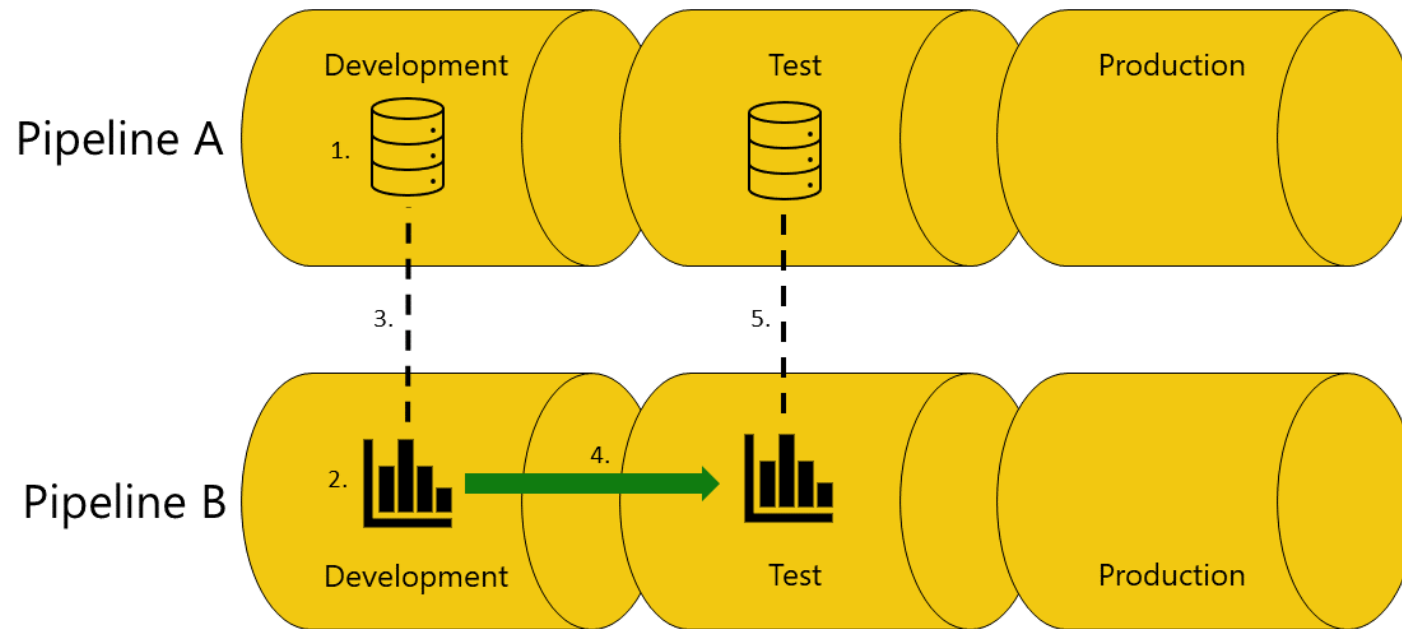 Development
Test
Production
Pipeline A
1.
3.
5.
Pipeline B
2.
4.
Development
Test
Production